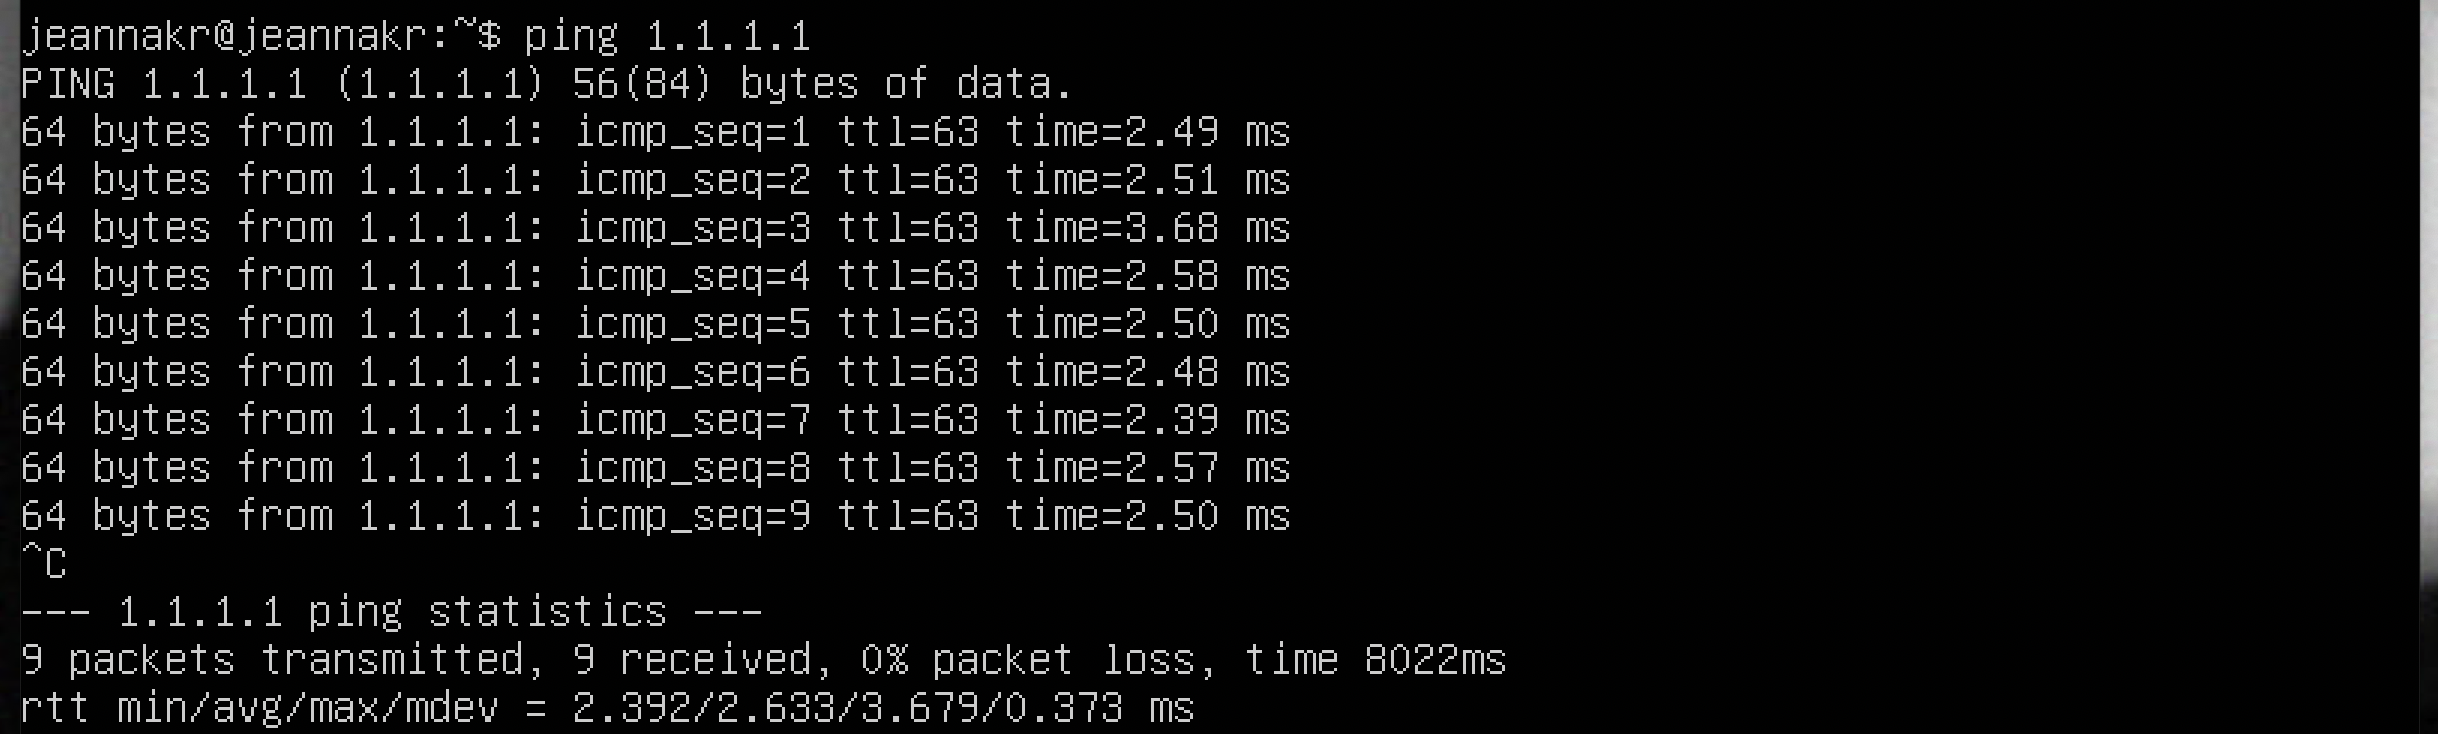 jeannakr@jeannakr:~$ ping 1.1.1.1
PING 1.1.1.1 (1.1.1.1) 56(84) bytes of data.
64 bytes from 1.1.1.1: icmp_seq=1 ttl=63 time=2.49 ms
64 bytes from 1.1.1.1: icmp_seq=2 ttl=63 time=2.51 ms
64 bytes from 1.1.1.1: icmp_seq=3 ttl=63 time=3.68 ms
64 bytes from 1.1.1.1: icmp_seq=4 ttl=63 time=2.58 ms
64 bytes from 1.1.1.1: icmp_seq=5 ttl=63 time=2.50 ms
64 bytes from 1.1.1.1: icmp_seq=6 ttl=63 time=2.48 ms
64 bytes from 1.1.1.1: icmp_seq=7 ttl=63 time=2.39 ms
64 bytes from 1.1.1.1: icmp_seq=8 ttl=63 time=2.57 ms
64 bytes from 1.1.1.1: icmp_seq=9 ttl=63 time=2.50 ms
^C
--- 1.1.1.1 ping statistics ---
9 packets transmitted, 9 received, 0% packet loss, time 8022ms
rtt min/avg/max/mdev = 2.392/2.633/3.679/0.373 ms